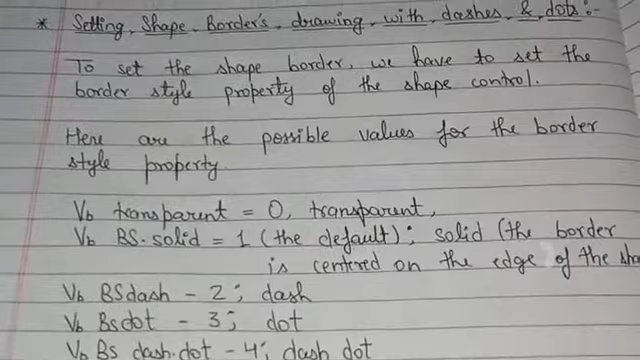 * Setting Shape Border's drawing with dashes & dots:-
To set the shape border, we have to set the
border style property of the shape control.
Here are the possible values for the border
style property.
Vb transparent = 0, transparent,
Vb BS.solid = 1 (the default); solid (the border
is centered on the edge of the sha
Vb BSdash - 2; dash
Vb Bsdot - 3; dot
Vb Bs dash.dot - 4; dash dot